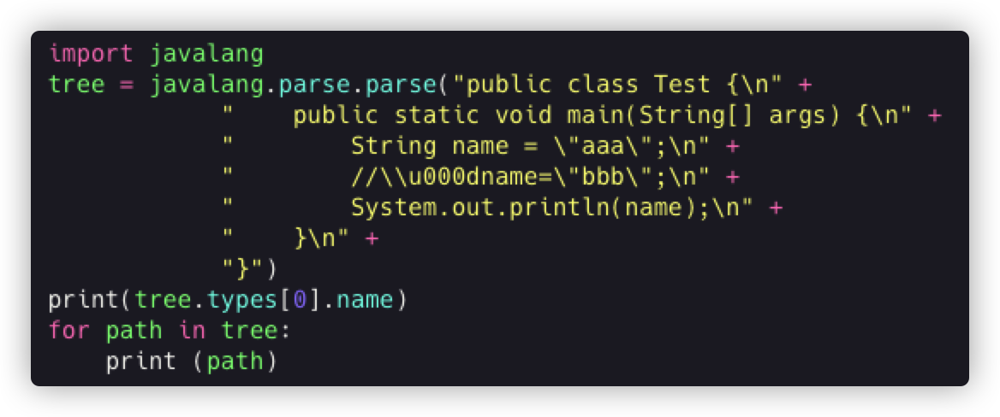 import javalang
tree = javalang.parse.parse("public class Test {\n" +
            "    public static void main(String[] args) {\n" +
            "        String name = \"aaa\";\n" +
            "        //\\u000dname=\"bbb\";\n" +
            "        System.out.println(name);\n" +
            "    }\n" +
            "}")
print(tree.types[0].name)
for path in tree:
    print (path)